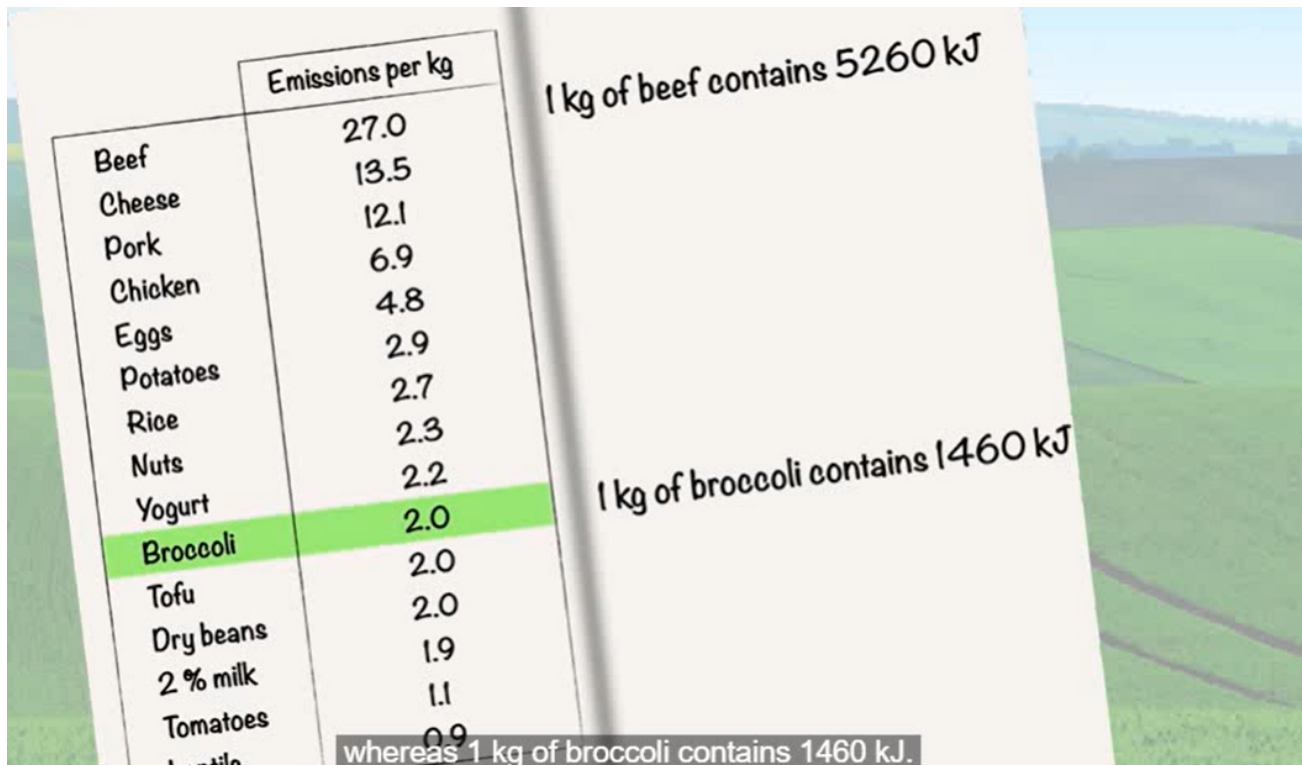 Emissions per kg
1 kg of beef contains 5260 kJ
Beef 27.0
Cheese 13.5
Pork 12.1
Chicken 6.9
Eggs 4.8
Potatoes 2.9
Rice 2.7
Nuts 2.3
Yogurt 2.2
1 kg of broccoli contains 1460 kJ
Broccoli 2.0
Tofu 2.0
Dry beans 2.0
2 % milk 1.9
Tomatoes 1.1
0.9
whereas 1 kg of broccoli contains 1460 kJ.